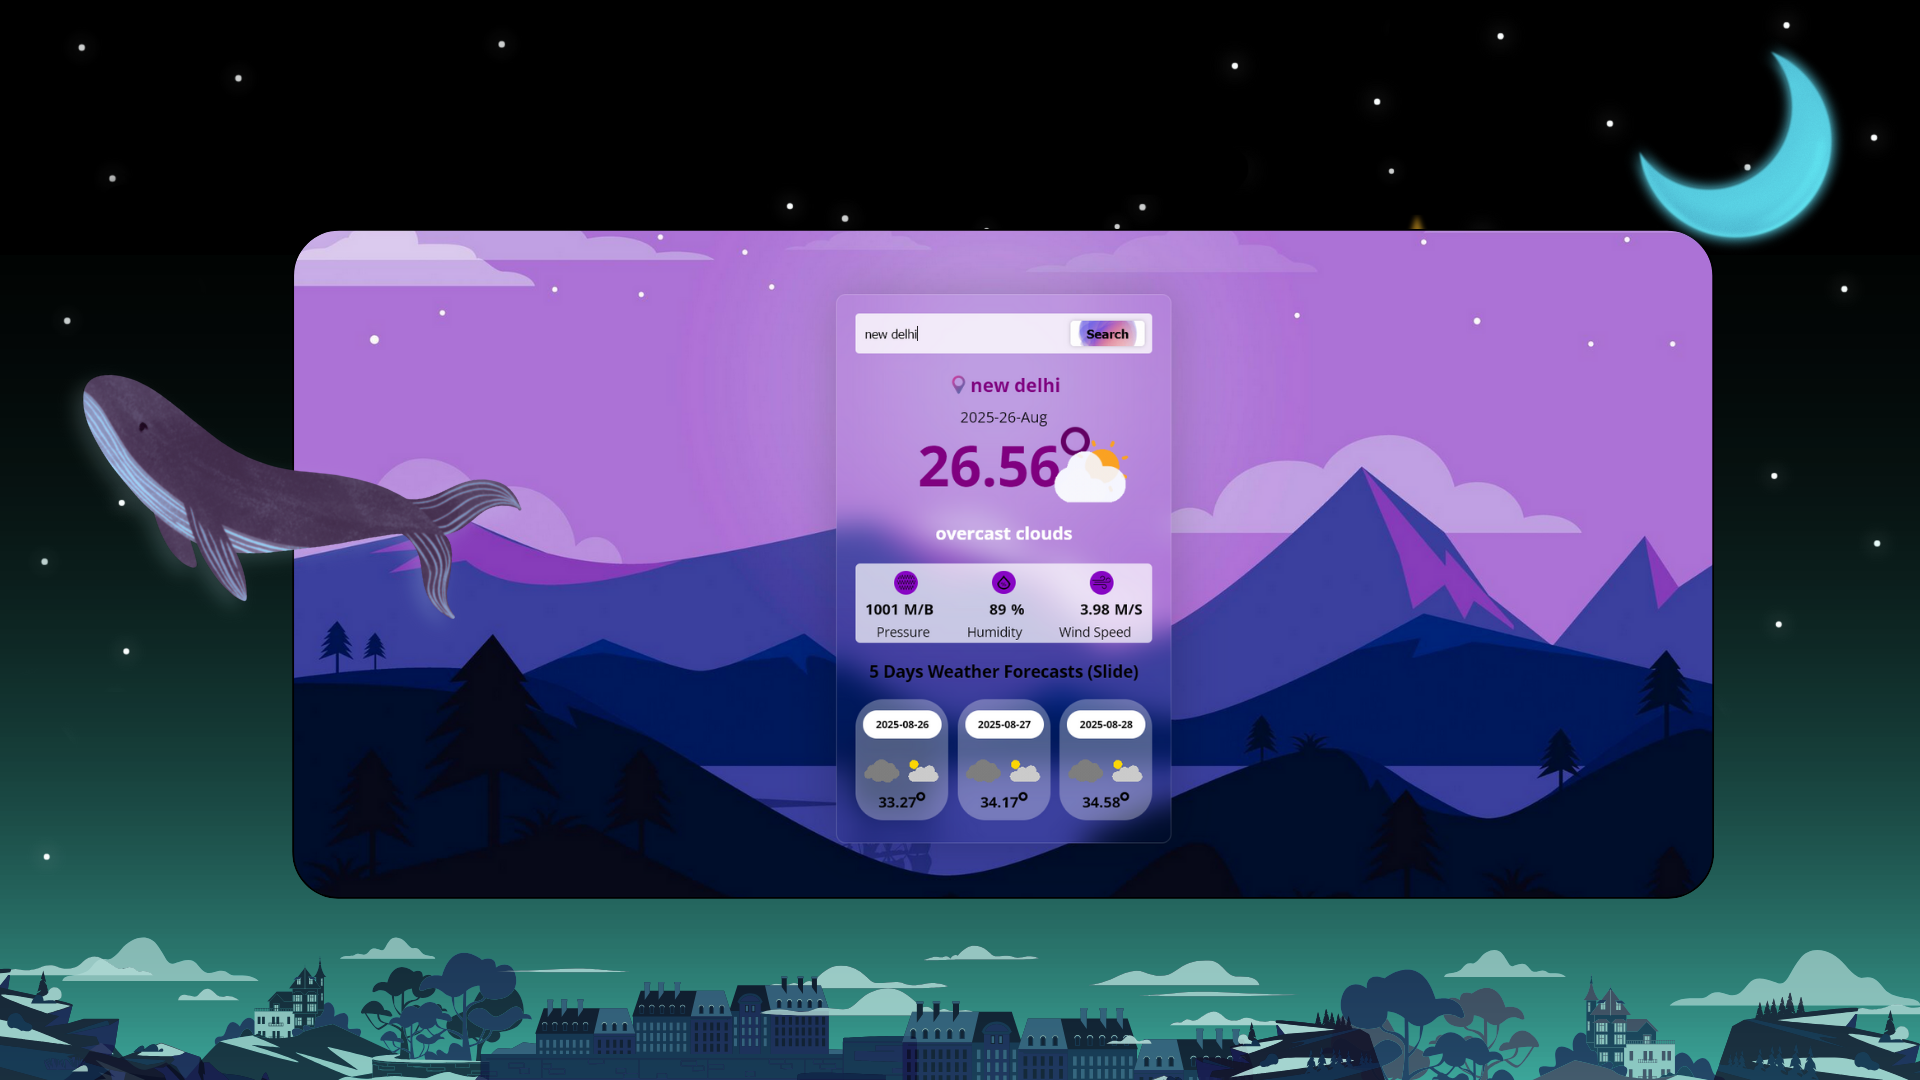 new delhi Search
new delhi
2025-26-Aug
26.56°
overcast clouds
1001 M/B 89 % 3.98 M/S
Pressure Humidity Wind Speed
5 Days Weather Forecasts (Slide)
2025-08-26 2025-08-27 2025-08-28
33.27° 34.17° 34.58°